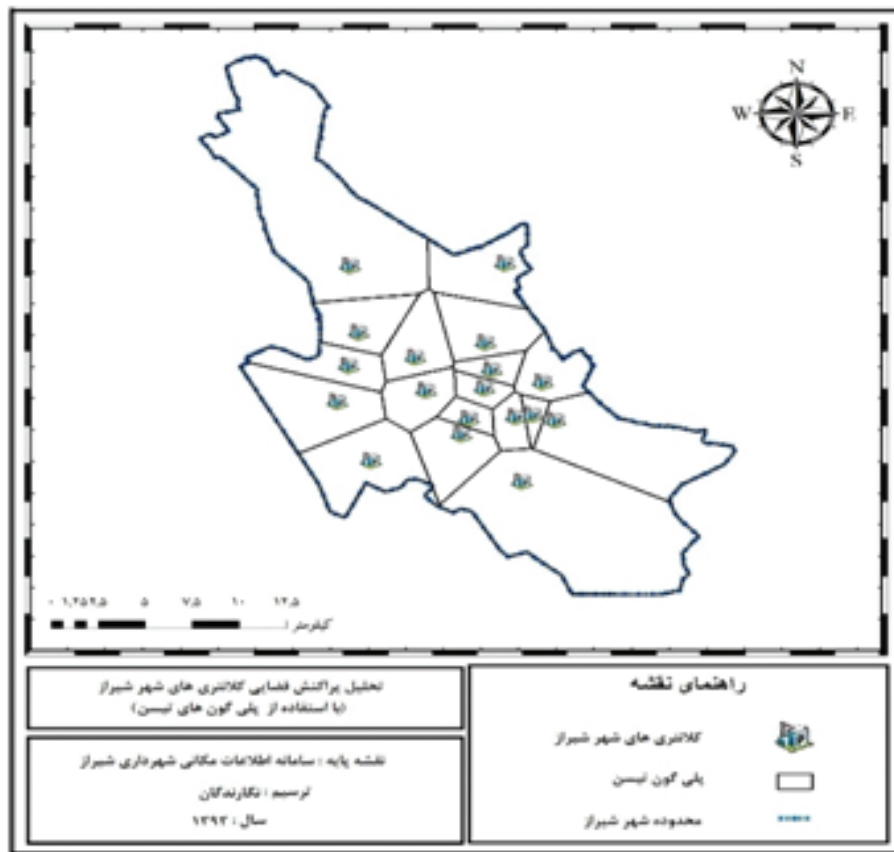 N
W E
S
۰ ۱,۲۵۲,۵ ۵ ۷,۵ ۱۰ ۱۲,۵
کیلومتر
راهنمای نقشه
کلانتری های شهر شیراز
پلی گون تیسن
محدوده شهر شیراز
تحلیل پراکنش فضایی کلانتری های شهر شیراز
(با استفاده از پلی گون های تیسن)
نقشه پایه : سامانه اطلاعات مکانی شهرداری شیراز
ترسیم : نگارندگان
سال : ۱۳۹۳